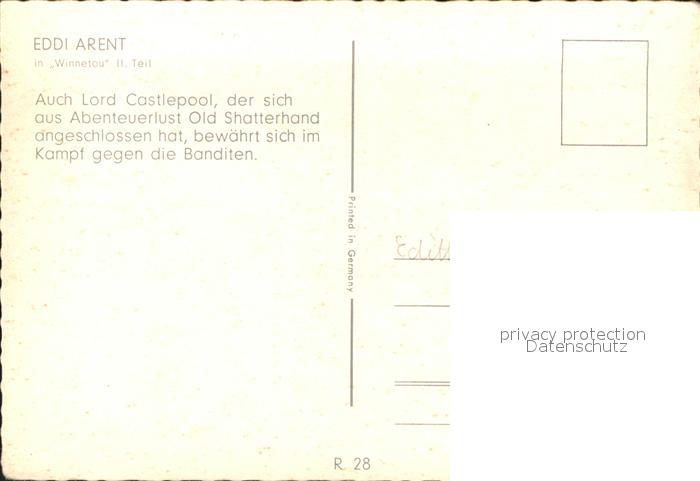 EDDI ARENT
in „Winnetou" II. Teil
Auch Lord Castlepool, der sich
aus Abenteuerlust Old Shatterhand
angeschlossen hat, bewährt sich im
Kampf gegen die Banditen.
Printed in Germany
privacy protection
Datenschutz
R 28